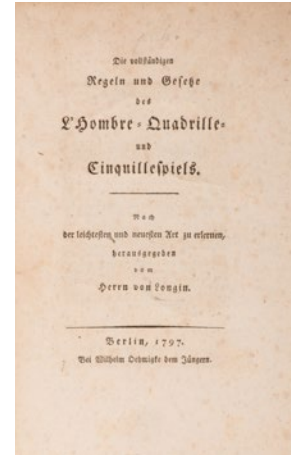 Die vollständigen
Regeln und Gesetze
des
L'Hombre-Quadrille-
und
Cinquillespiels.
Nach
der leichtesten und neuesten Art zu erlernen,
herausgegeben
vom
Herrn von Longin.
Berlin, 1797.
Bei Wilhelm Oehmigke dem Jüngern.